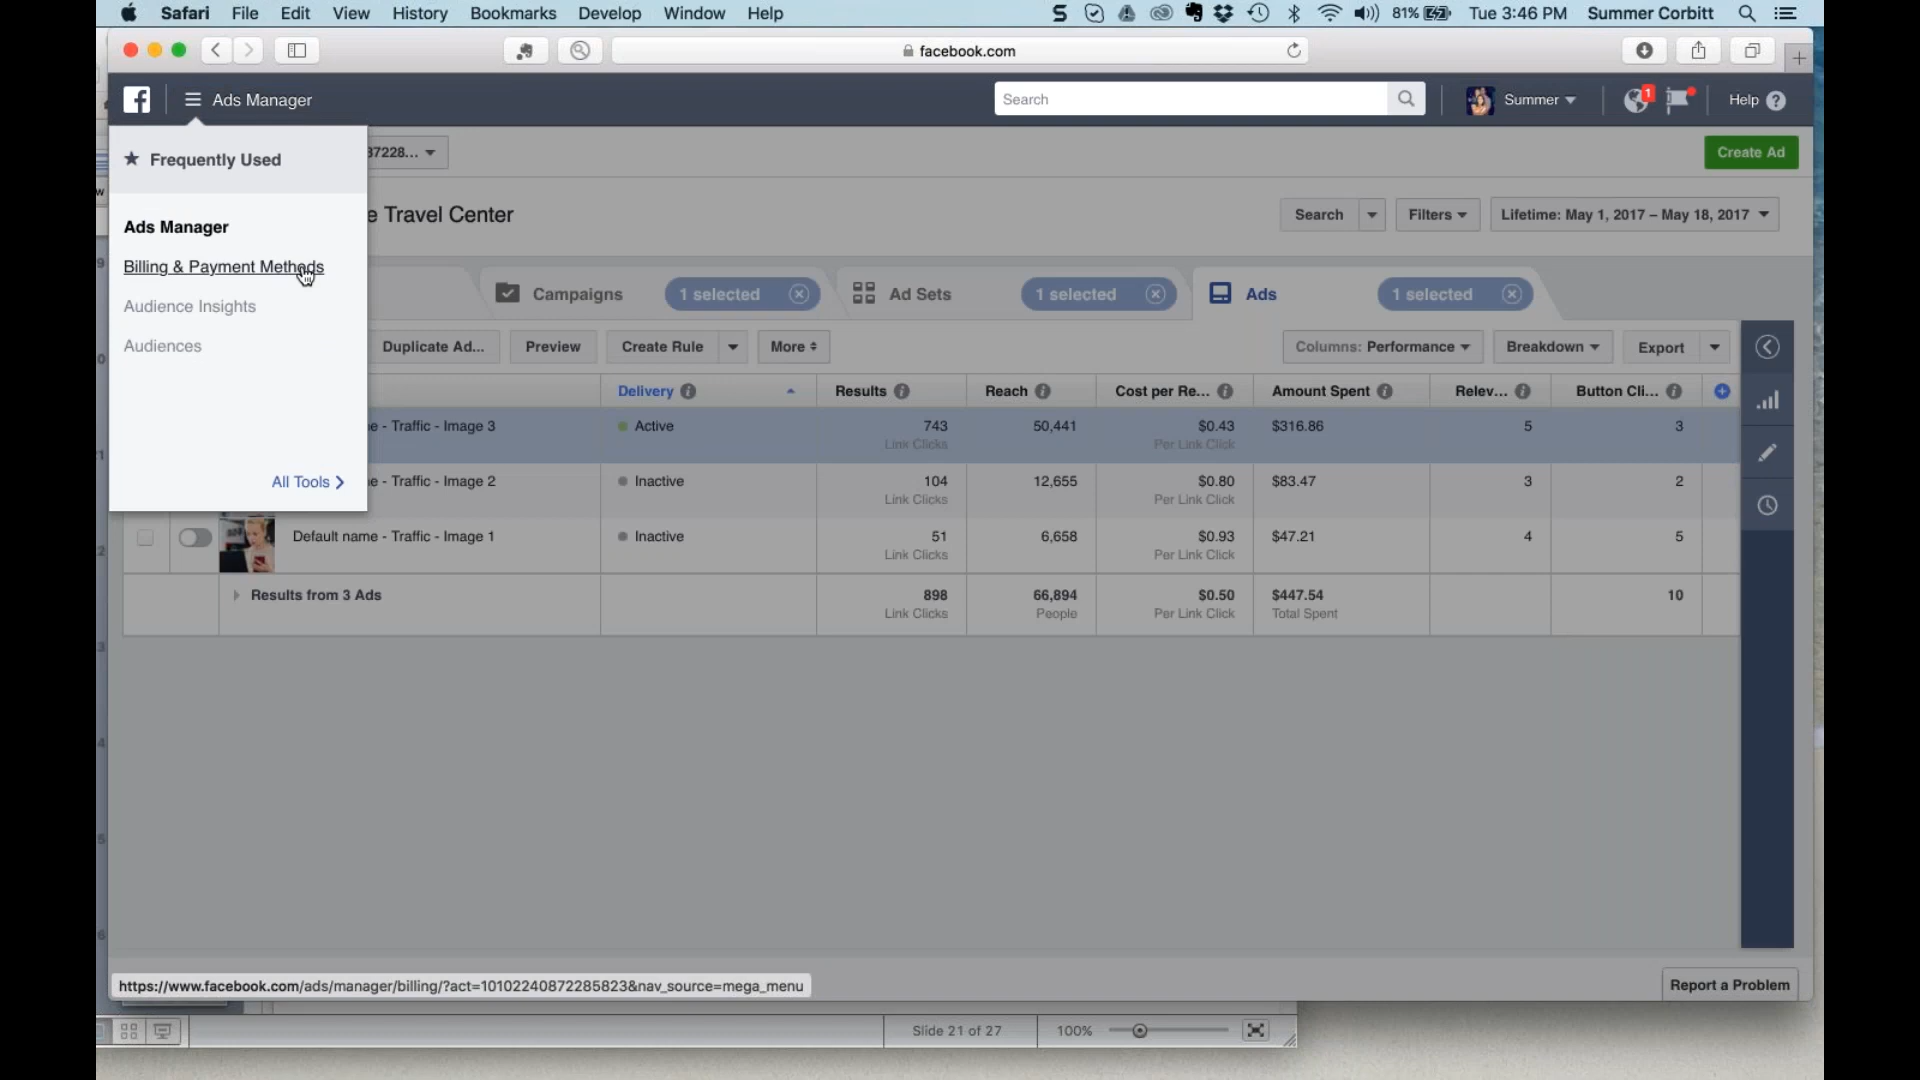 Safari File Edit View History Bookmarks Develop Window Help 81% Tue 3:46 PM Summer Corbitt
facebook.com
Ads Manager Search Summer 1 Help
Frequently Used 37228... Create Ad
e Travel Center Search Filters Lifetime: May 1, 2017 – May 18, 2017
Ads Manager
Billing & Payment Methods
Audience Insights
Audiences
All Tools
Campaigns 1 selected Ad Sets 1 selected Ads 1 selected
Duplicate Ad... Preview Create Rule More Columns: Performance Breakdown Export
Delivery Results Reach Cost per Re... Amount Spent Relev... Button Cli...
e - Traffic - Image 3 Active 743 50,441 $0.43 $316.86 5 3
Link Clicks Per Link Click
e - Traffic - Image 2 Inactive 104 12,655 $0.80 $83.47 3 2
Link Clicks Per Link Click
Default name - Traffic - Image 1 Inactive 51 6,658 $0.93 $47.21 4 5
Link Clicks Per Link Click
Results from 3 Ads 898 66,894 $0.50 $447.54 10
Link Clicks People Per Link Click Total Spent
https://www.facebook.com/ads/manager/billing/?act=10102240872285823&nav_source=mega_menu
Report a Problem
Slide 21 of 27 100%